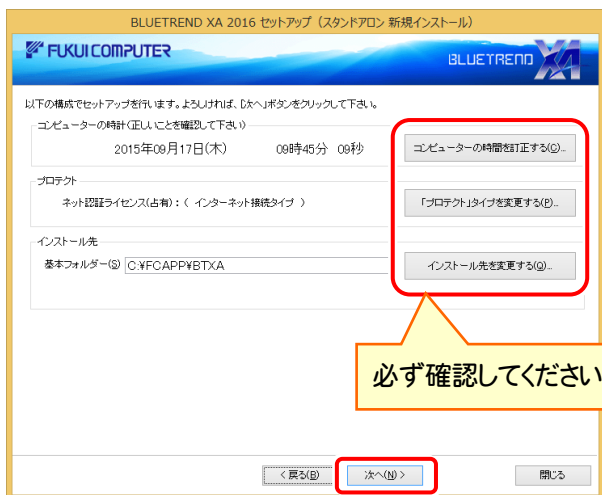 BLUETREND XA 2016 セットアップ（スタンドアロン 新規インストール）
FUKUI COMPUTER
BLUETREND XA
以下の構成でセットアップを行います。よろしければ、[次へ]ボタンをクリックして下さい。
コンピューターの時計(正しいことを確認して下さい)
2015年09月17日(木) 09時45分 09秒
コンピューターの時間を訂正する(C)...
プロテクト
ネット認証ライセンス(占有)：( インターネット接続タイプ )
「プロテクト」タイプを変更する(P)...
インストール先
基本フォルダー(S) C:¥FCAPP¥BTXA
インストール先を変更する(O)...
必ず確認してください
< 戻る(B)
次へ(N) >
閉じる